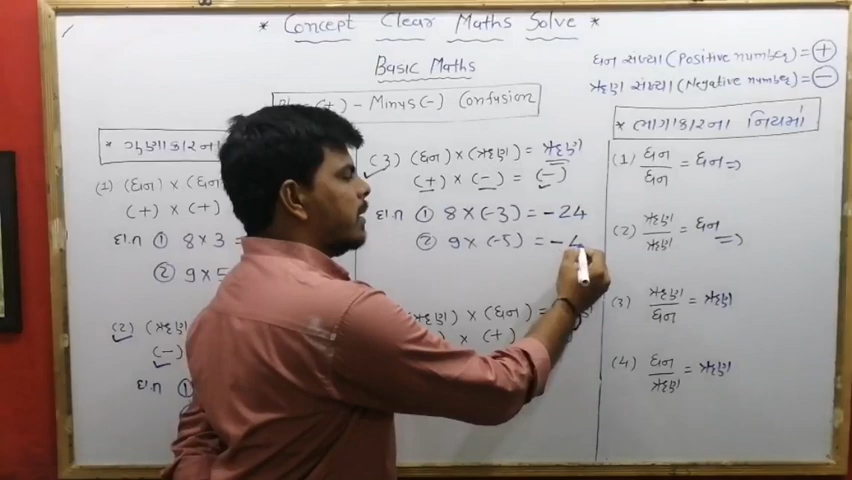 * Concept Clear Maths Solve *
Basic Maths
(+) - Minus (-) Confusion
ધન સંખ્યા (Positive number) = +
ઋણ સંખ્યા (Negative number) = -
* ગુણાકારના
(1) (ધન) × (ધન
(+) × (+)
દા.ત ① 8 × 3 =
② 9 × 5
(2) (ઋણ
(-)
દા.ત ①
(3) (ધન) × (ઋણ) = ઋણ
(+) × (-) = (-)
દા.ત ① 8 × (-3) = -24
② 9 × (-5) = -4
ઋણ) × (ધન) =
× (+)
* ભાગાકારના નિયમો
(1) ધન/ધન = ધન ⇒
(2) ઋણ/ઋણ = ધન ⇒
(3) ઋણ/ધન = ઋણ
(4) ધન/ઋણ = ઋણ